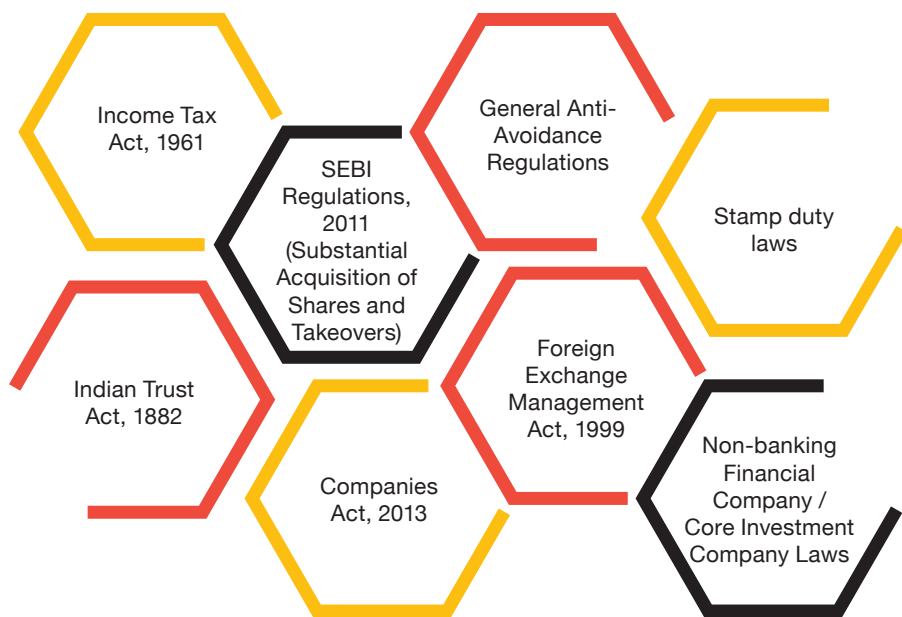 Income Tax
Act, 1961
SEBI
Regulations,
2011
(Substantial
Acquisition of
Shares and
Takeovers)
General Anti-
Avoidance
Regulations
Stamp duty
laws
Indian Trust
Act, 1882
Companies
Act, 2013
Foreign
Exchange
Management
Act, 1999
Non-banking
Financial
Company /
Core Investment
Company Laws